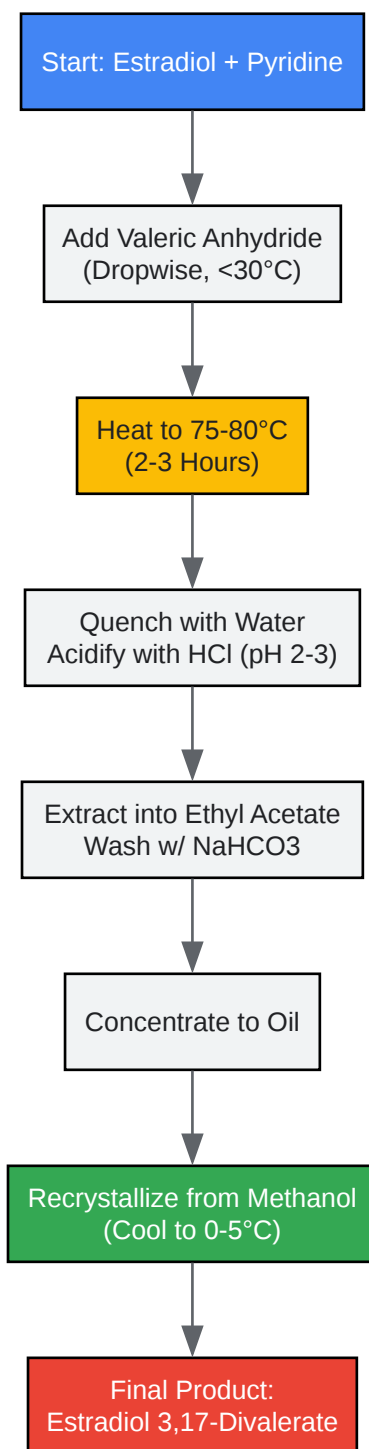 Start: Estradiol + Pyridine
Add Valeric Anhydride
(Dropwise, <30°C)
Heat to 75-80°C
(2-3 Hours)
Quench with Water
Acidify with HCl (pH 2-3)
Extract into Ethyl Acetate
Wash w/ NaHCO3
Concentrate to Oil
Recrystallize from Methanol
(Cool to 0-5°C)
Final Product:
Estradiol 3,17-Divalerate